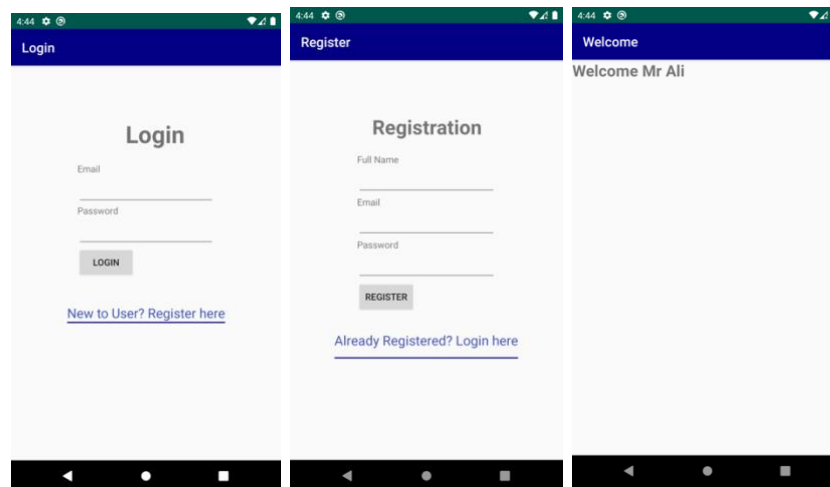 4:44
Login
Login
Email
Password
LOGIN
New to User? Register here
4:44
Register
Registration
Full Name
Email
Password
REGISTER
Already Registered? Login here
4:44
Welcome
Welcome Mr Ali